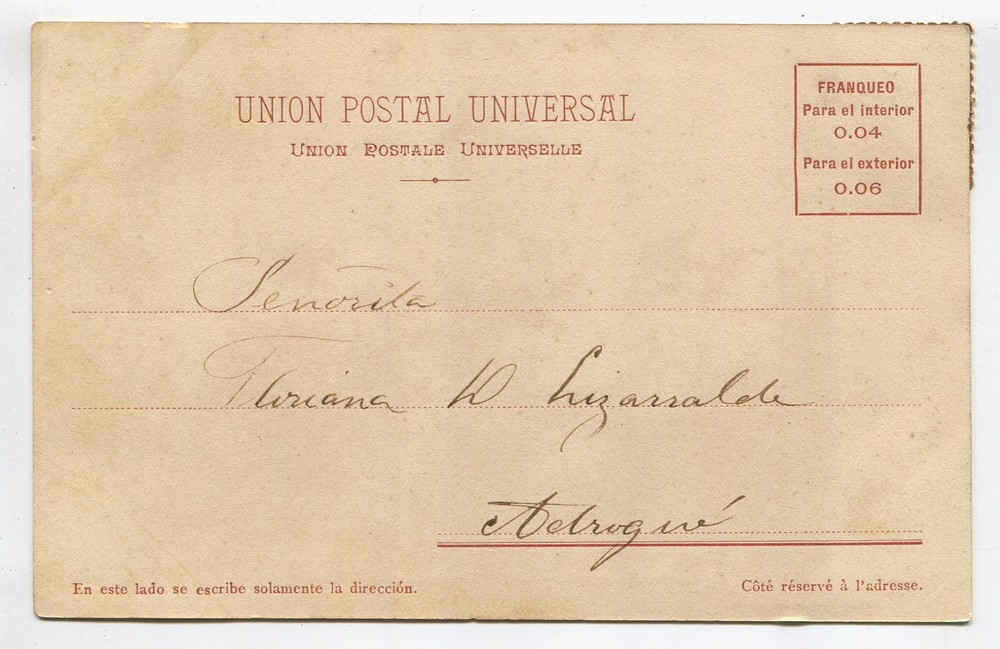 UNION POSTAL UNIVERSAL
UNION POSTALE UNIVERSELLE
FRANQUEO
Para el interior
0.04
Para el exterior
0.06
Señorita
Floriana D Lizarralde
Adrogué
En este lado se escribe solamente la dirección.
Côté réservé à l'adresse.